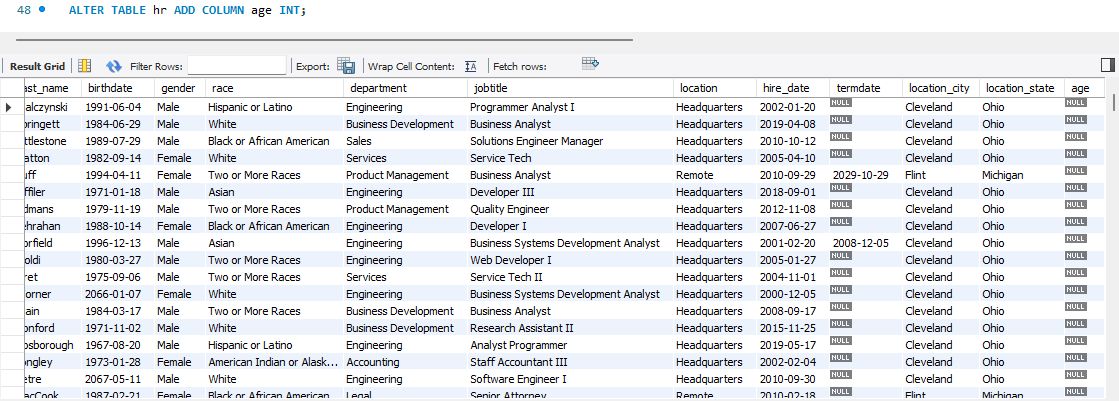 48 ALTER TABLE hr ADD COLUMN age INT;
Result Grid Filter Rows: Export: Wrap Cell Content: Fetch rows:
ast_name birthdate gender race department jobtitle location hire_date termdate location_city location_state age
alczynski 1991-06-04 Male Hispanic or Latino Engineering Programmer Analyst I Headquarters 2002-01-20 NULL Cleveland Ohio NULL
oringett 1984-06-29 Male White Business Development Business Analyst Headquarters 2019-04-08 NULL Cleveland Ohio NULL
ttlestone 1989-07-29 Male Black or African American Sales Solutions Engineer Manager Headquarters 2010-10-12 NULL Cleveland Ohio NULL
atton 1982-09-14 Female White Services Service Tech Headquarters 2005-04-10 NULL Cleveland Ohio NULL
uff 1994-04-11 Female Two or More Races Product Management Business Analyst Remote 2010-09-29 2029-10-29 Flint Michigan NULL
effler 1971-01-18 Male Asian Engineering Developer III Headquarters 2018-09-01 NULL Cleveland Ohio NULL
dmans 1979-11-19 Male Two or More Races Product Management Quality Engineer Headquarters 2012-11-08 NULL Cleveland Ohio NULL
ehrahan 1988-10-14 Female Black or African American Engineering Developer I Headquarters 2007-06-27 NULL Cleveland Ohio NULL
orfield 1996-12-13 Male Asian Engineering Business Systems Development Analyst Headquarters 2001-02-20 2008-12-05 Cleveland Ohio NULL
oldi 1980-03-27 Male Two or More Races Engineering Web Developer I Headquarters 2005-01-27 NULL Cleveland Ohio NULL
ret 1975-09-06 Male Two or More Races Services Service Tech II Headquarters 2004-11-01 NULL Cleveland Ohio NULL
orner 2066-01-07 Female White Engineering Business Systems Development Analyst Headquarters 2000-12-05 NULL Cleveland Ohio NULL
ain 1984-03-17 Male Two or More Races Business Development Business Analyst Headquarters 2008-09-17 NULL Cleveland Ohio NULL
onford 1971-11-02 Male White Business Development Research Assistant II Headquarters 2015-11-25 NULL Cleveland Ohio NULL
osborough 1967-08-20 Male Hispanic or Latino Engineering Analyst Programmer Headquarters 2019-05-17 NULL Cleveland Ohio NULL
ongley 1973-01-28 Female American Indian or Alask... Accounting Staff Accountant III Headquarters 2002-02-04 NULL Cleveland Ohio NULL
etre 2067-05-11 Male White Engineering Software Engineer I Headquarters 2010-09-30 NULL Cleveland Ohio NULL
acCook 1987-02-21 Female Black or African American Legal Senior Attorney Remote 2010-02-18 NULL Flint Michigan NULL